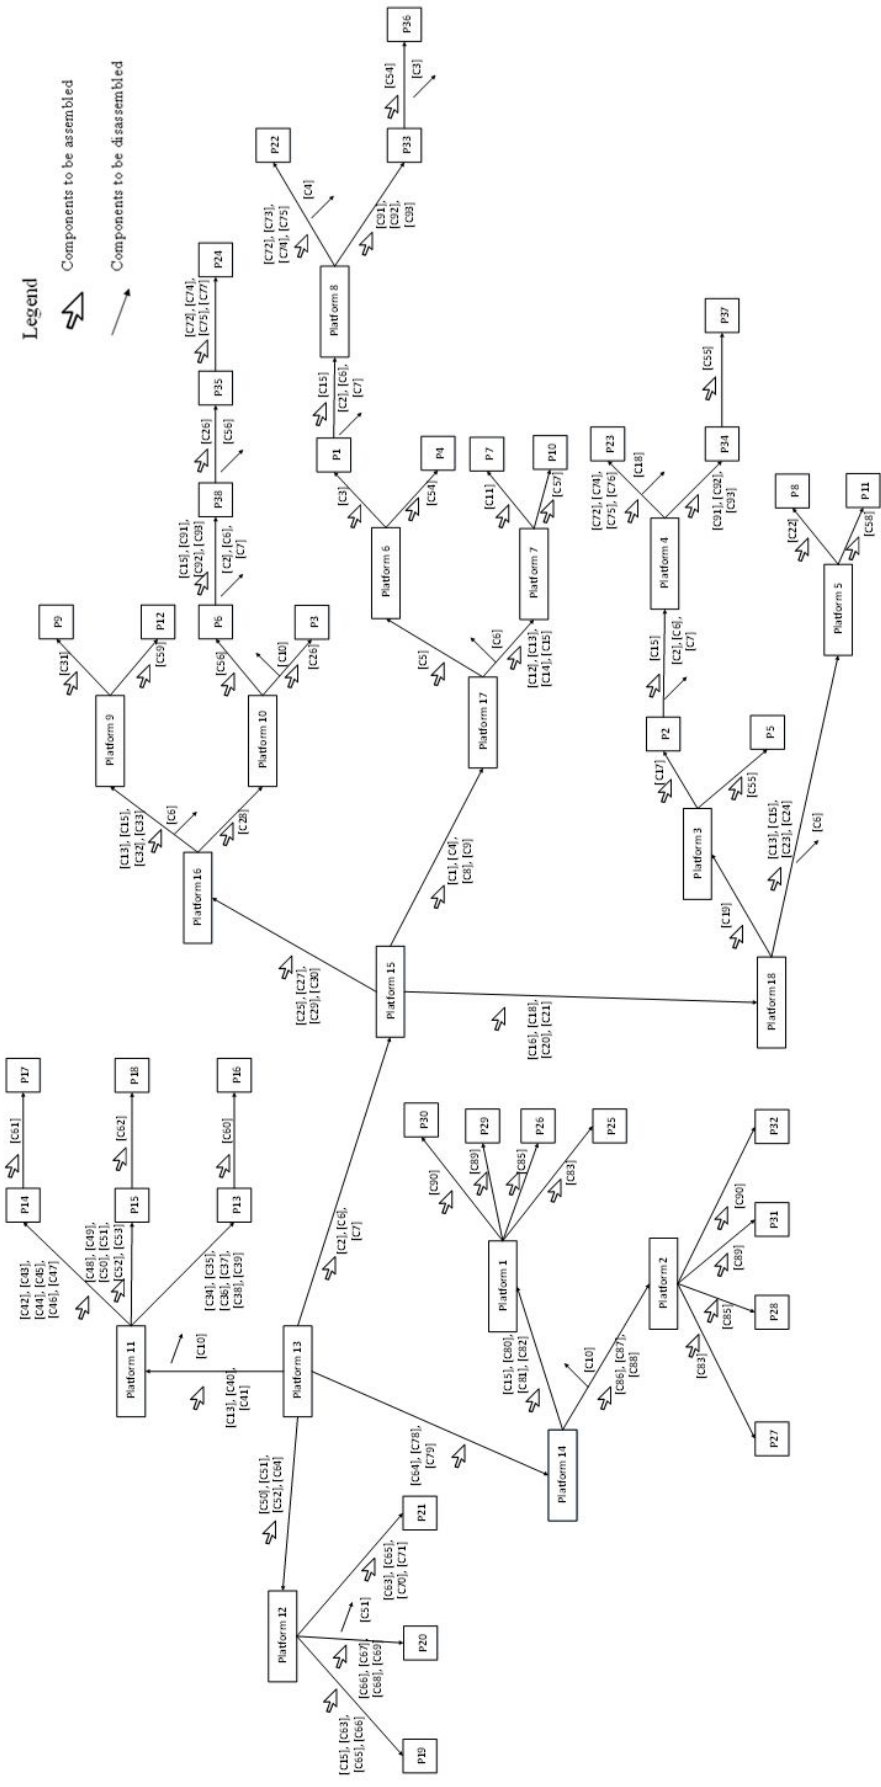 Legend
Components to be assembled
Components to be disassembled
P17
[C61]
P14
[C42], [C43],
[C44], [C45],
[C46], [C47]
P18
[C62]
P15
[C48], [C49],
[C50], [C51],
[C52], [C53]
P16
[C60]
P13
[C34], [C35],
[C36], [C37],
[C38], [C39]
Platform 11
[C10]
[C13], [C40],
[C41]
Platform 13
[C50], [C51],
[C52], [C64]
Platform 12
[C15], [C63],
[C65], [C66]
P19
[C66], [C67],
[C68], [C69]
[C51]
P20
[C63], [C65],
[C70], [C71]
P21
[C64], [C78],
[C79]
Platform 14
[C15], [C80],
[C81], [C82]
Platform 1
[C90]
P30
[C89]
P29
[C85]
P26
[C83]
P25
[C10]
[C86], [C87],
[C88]
Platform 2
[C83]
P27
[C85]
P28
[C89]
P31
[C90]
P32
[C2], [C6],
[C7]
Platform 15
[C25], [C27],
[C29], [C30]
Platform 16
[C13], [C15],
[C32], [C33]
[C6]
Platform 9
[C31]
P9
[C59]
P12
[C28]
Platform 10
[C56]
P6
[C10]
[C26]
P3
[C15], [C91],
[C92], [C93]
[C2], [C6],
[C7]
P38
[C26]
[C56]
P35
[C72], [C74],
[C75], [C77]
P24
[C1], [C4],
[C8], [C9]
Platform 17
[C5]
Platform 6
[C3]
P1
[C54]
P4
[C15]
[C2], [C6],
[C7]
Platform 8
[C72], [C73],
[C74], [C75]
[C4]
P22
[C91],
[C92],
[C93]
P33
[C54]
[C3]
P36
[C6]
[C12], [C13],
[C14], [C15]
Platform 7
[C11]
P7
[C57]
P10
[C16], [C18],
[C20], [C21]
Platform 18
[C19]
Platform 3
[C17]
P2
[C55]
P5
[C15]
[C2], [C6],
[C7]
Platform 4
[C72], [C74],
[C75], [C76]
[C18]
P23
[C91], [C92],
[C93]
P34
[C55]
P37
[C13], [C15],
[C23], [C24]
[C6]
Platform 5
[C22]
P8
[C58]
P11